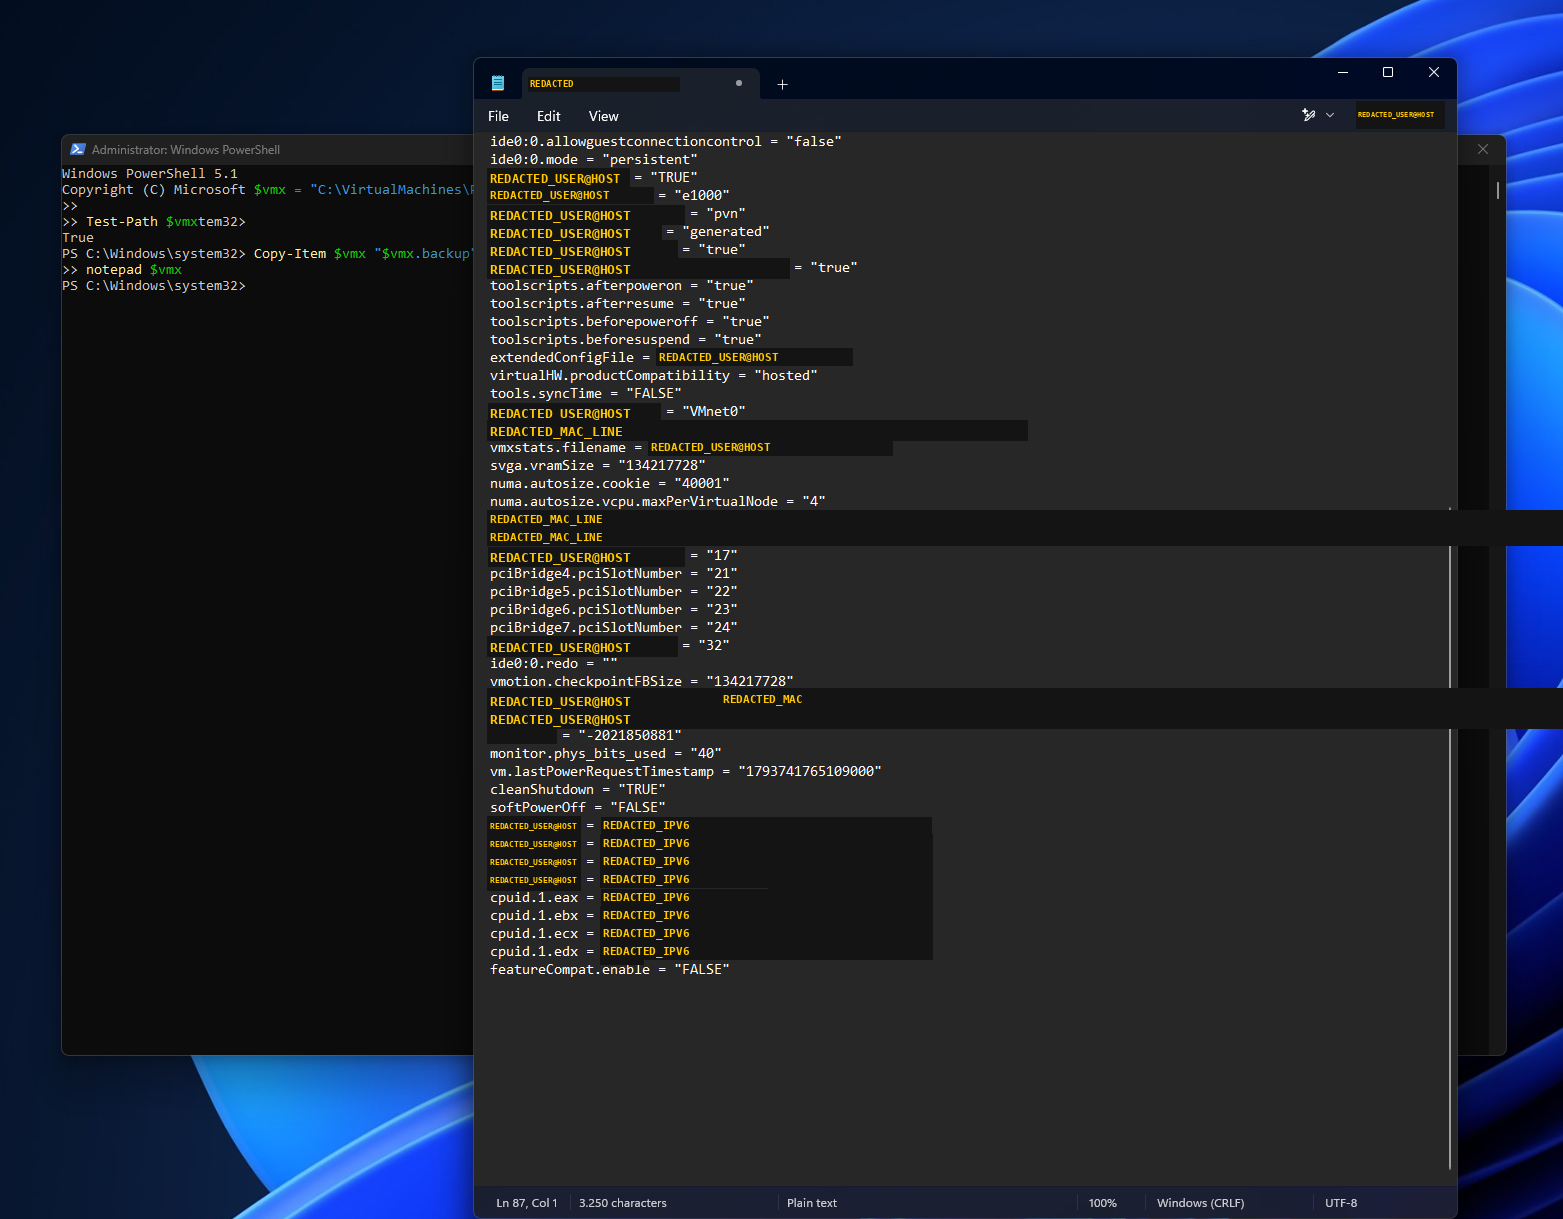 REDACTED
File Edit View
REDACTED_USER@HOST
Administrator: Windows PowerShell
Windows PowerShell 5.1
Copyright (C) Microsoft $vmx = "C:\VirtualMachines\
>>
>> Test-Path $vmxtem32>
True
PS C:\Windows\system32> Copy-Item $vmx "$vmx.backup"
>> notepad $vmx
PS C:\Windows\system32>
ide0:0.allowguestconnectioncontrol = "false"
ide0:0.mode = "persistent"
REDACTED_USER@HOST = "TRUE"
REDACTED_USER@HOST = "e1000"
REDACTED_USER@HOST = "pvn"
REDACTED_USER@HOST = "generated"
REDACTED_USER@HOST = "true"
REDACTED_USER@HOST = "true"
toolscripts.afterpoweron = "true"
toolscripts.afterresume = "true"
toolscripts.beforepoweroff = "true"
toolscripts.beforesuspend = "true"
extendedConfigFile = REDACTED_USER@HOST
virtualHW.productCompatibility = "hosted"
tools.syncTime = "FALSE"
REDACTED_USER@HOST = "VMnet0"
REDACTED_MAC_LINE
vmxstats.filename = REDACTED_USER@HOST
svga.vramSize = "134217728"
numa.autosize.cookie = "40001"
numa.autosize.vcpu.maxPerVirtualNode = "4"
REDACTED_MAC_LINE
REDACTED_MAC_LINE
REDACTED_USER@HOST = "17"
pciBridge4.pciSlotNumber = "21"
pciBridge5.pciSlotNumber = "22"
pciBridge6.pciSlotNumber = "23"
pciBridge7.pciSlotNumber = "24"
REDACTED_USER@HOST = "32"
ide0:0.redo = ""
vmotion.checkpointFBSize = "134217728"
REDACTED_USER@HOST REDACTED_MAC
REDACTED_USER@HOST
= "-2021850881"
monitor.phys_bits_used = "40"
vm.lastPowerRequestTimestamp = "1793741765109000"
cleanShutdown = "TRUE"
softPowerOff = "FALSE"
REDACTED_USER@HOST = REDACTED_IPV6
REDACTED_USER@HOST = REDACTED_IPV6
REDACTED_USER@HOST = REDACTED_IPV6
REDACTED_USER@HOST = REDACTED_IPV6
cpuid.1.eax = REDACTED_IPV6
cpuid.1.ebx = REDACTED_IPV6
cpuid.1.ecx = REDACTED_IPV6
cpuid.1.edx = REDACTED_IPV6
featureCompat.enable = "FALSE"
Ln 87, Col 1 3.250 characters Plain text 100% Windows (CRLF) UTF-8